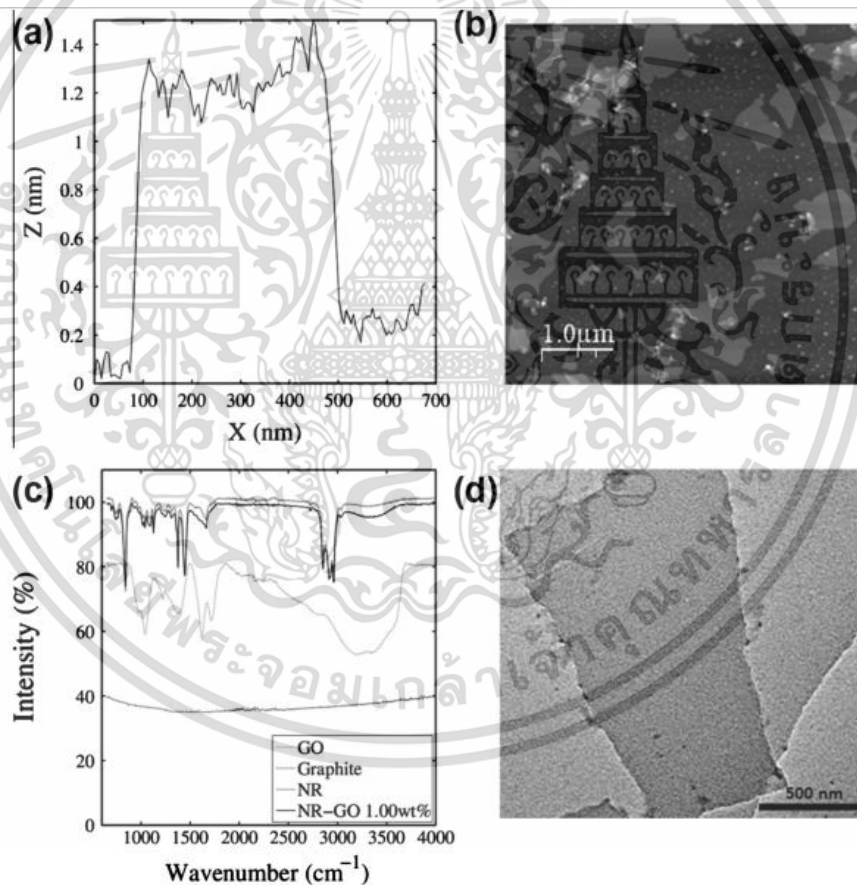 (a)
1.4
1.2
1
0.8
0.6
0.4
0.2
0
Z (nm)
0 100 200 300 400 500 600 700
X (nm)
(b)
1.0μm
(c)
100
80
60
40
20
0
Intensity (%)
GO
Graphite
NR
NR-GO 1.00wt%
1000 1500 2000 2500 3000 3500 4000
Wavenumber (cm⁻¹)
(d)
500 nm